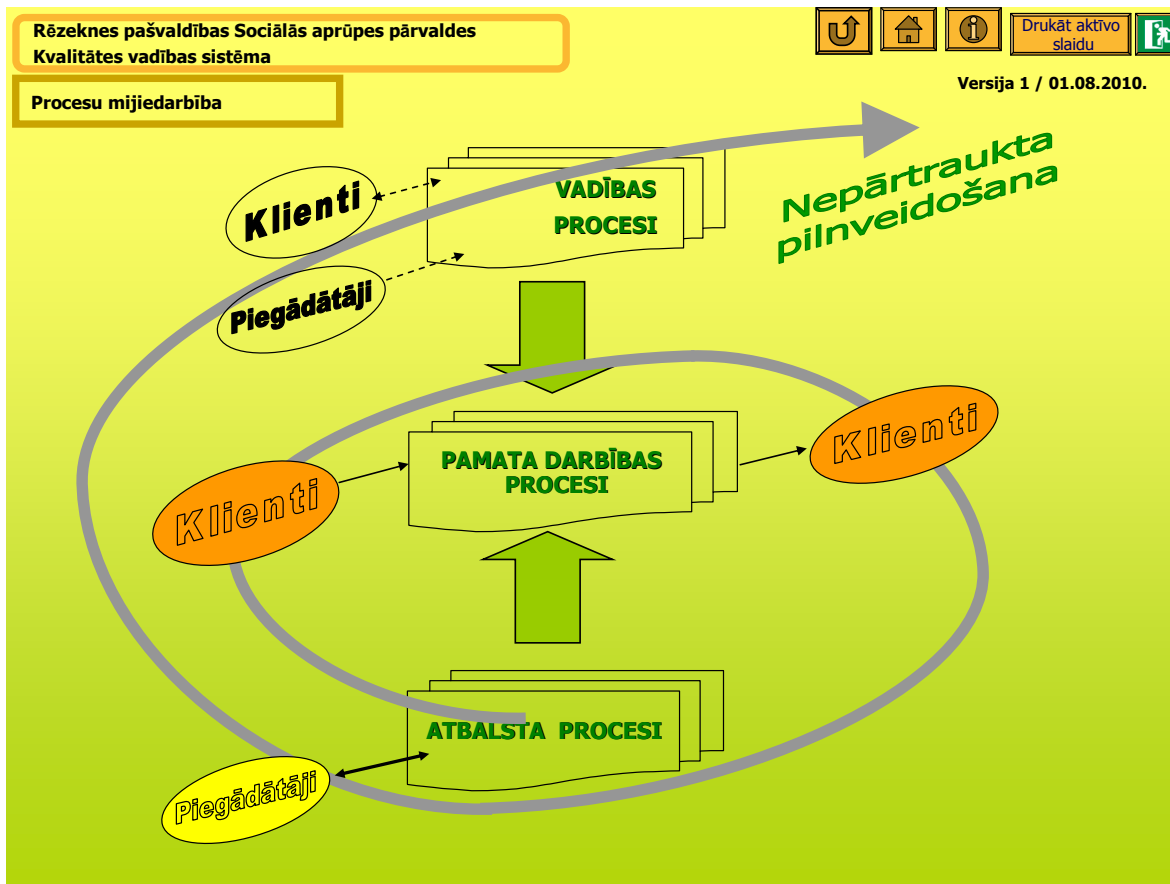 Rēzeknes pašvaldības Sociālās aprūpes pārvaldes
Kvalitātes vadības sistēma
Drukāt aktīvo
slaidu
Versija 1 / 01.08.2010.
Procesu mijiedarbība
Nepārtraukta
pilnveidošana
Klienti
VADĪBAS
PROCESI
Piegādātāji
Klienti
PAMATA DARBĪBAS
PROCESI
Klienti
ATBALSTA PROCESI
Piegādātāji